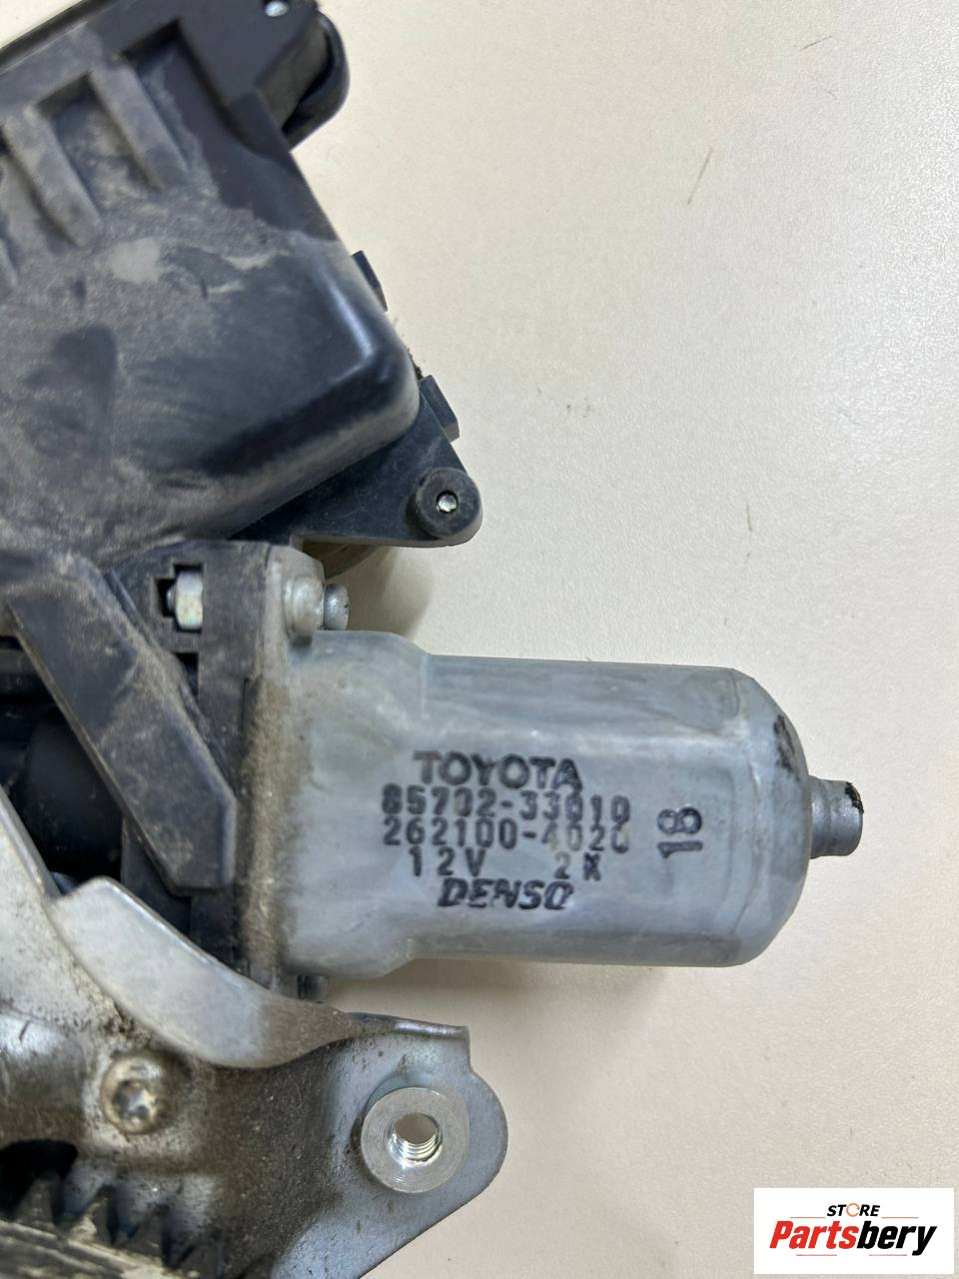 TOYOTA
85702-33010
262100-4020
12V 2K
DENSO
18
STORE
Partsbery